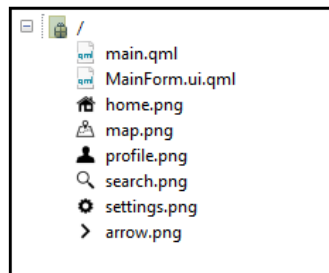 /
main.qml
MainForm.ui.qml
home.png
map.png
profile.png
search.png
settings.png
arrow.png